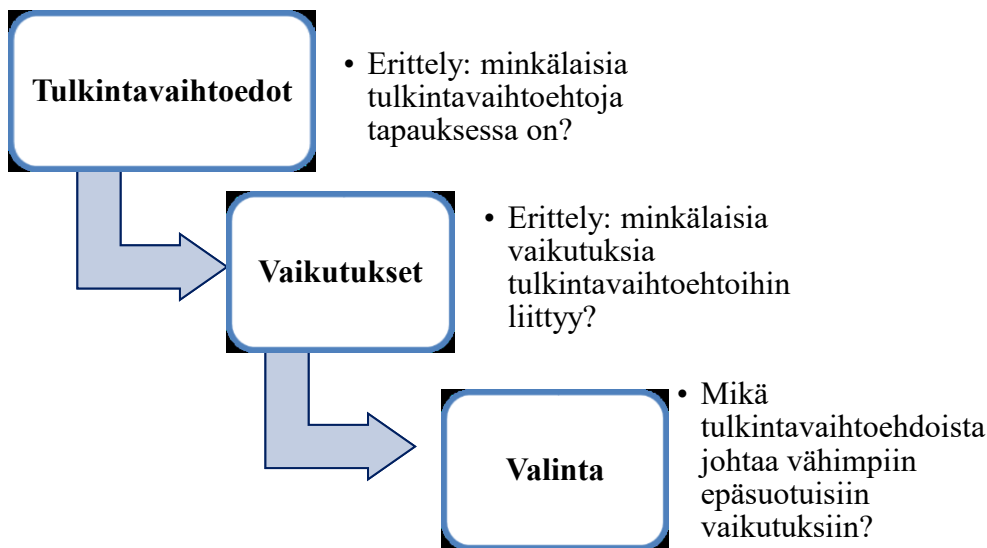 Tulkintavaihtoedot
• Erittely: minkälaisia
tulkintavaihtoehtoja
tapauksessa on?
Vaikutukset
• Erittely: minkälaisia
vaikutuksia
tulkintavaihtoehtoihin
liittyy?
Valinta
• Mikä
tulkintavaihtoehdoista
johtaa vähimpiin
epäsuotuisiin
vaikutuksiin?